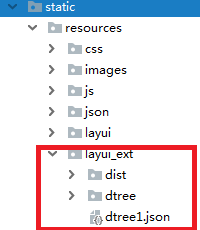 static
resources
css
images
js
json
layui
layui_ext
dist
dtree
dtree1.json